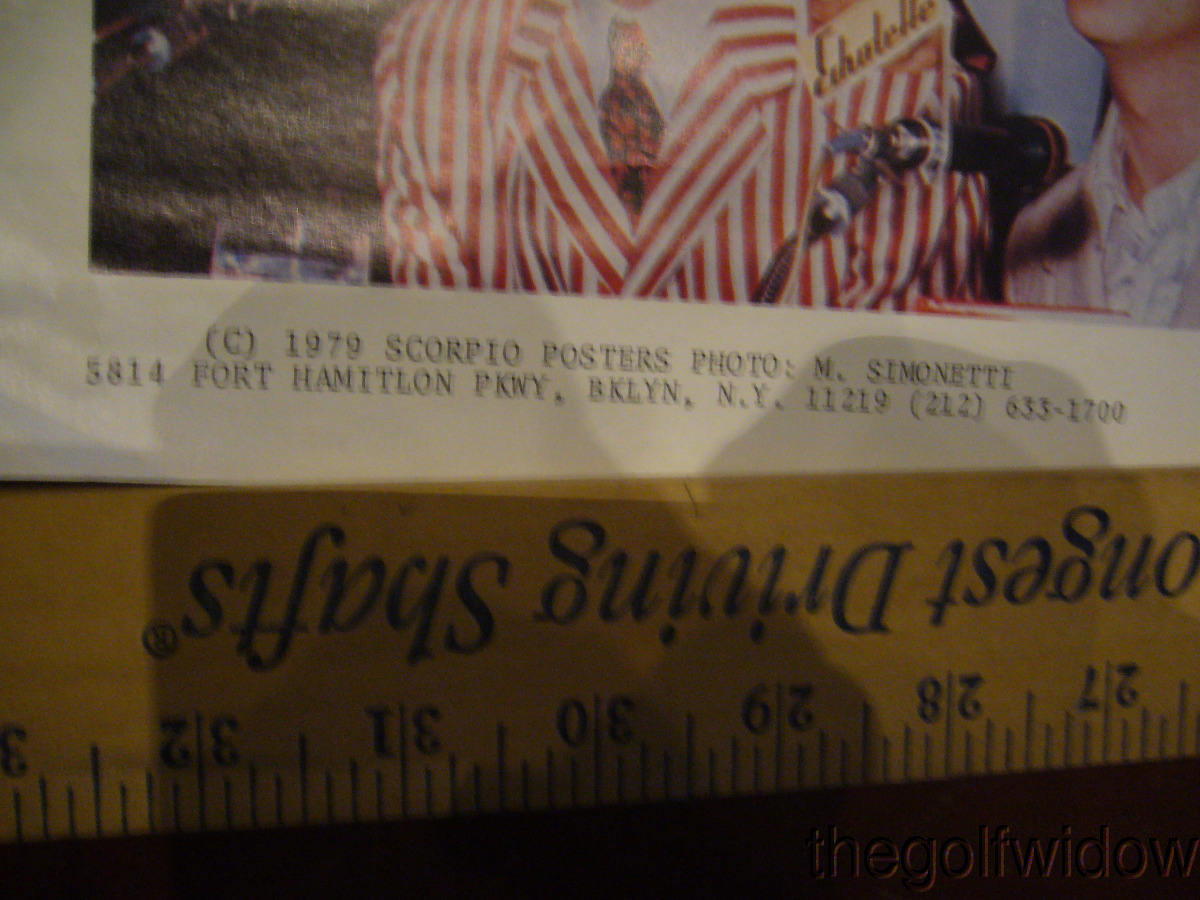 Echolette
(C) 1979 SCORPIO POSTERS PHOTO: M. SIMONETTI
5814 FORT HAMITLON PKWY, BKLYN, N.Y. 11219 (212) 633-1700
ongest Driving Shafts®
27 28 29 30 31 32 3
thegolfwidow